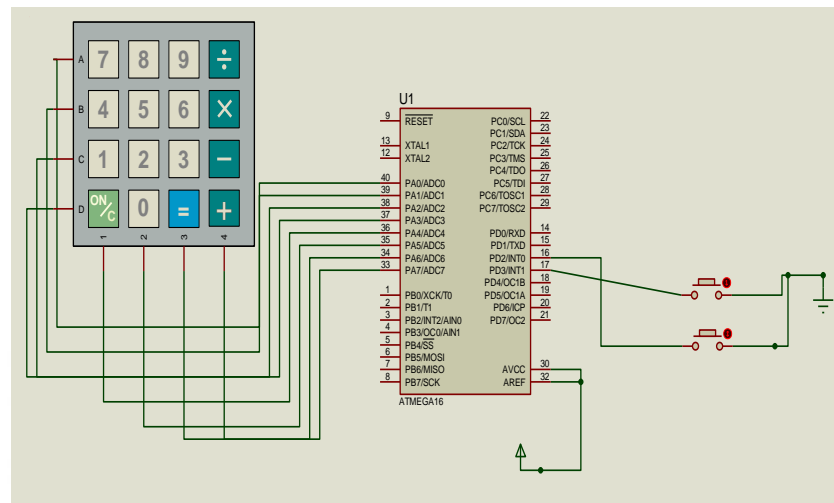 A 7 8 9 ÷
B 4 5 6 ×
C 1 2 3 −
D ON/C 0 = +
1 2 3 4
U1
9 RESET
13 XTAL1
12 XTAL2
40 PA0/ADC0
39 PA1/ADC1
38 PA2/ADC2
37 PA3/ADC3
36 PA4/ADC4
35 PA5/ADC5
34 PA6/ADC6
33 PA7/ADC7
1 PB0/XCK/T0
2 PB1/T1
3 PB2/INT2/AIN0
4 PB3/OC0/AIN1
5 PB4/SS
6 PB5/MOSI
7 PB6/MISO
8 PB7/SCK
PC0/SCL 22
PC1/SDA 23
PC2/TCK 24
PC3/TMS 25
PC4/TDO 26
PC5/TDI 27
PC6/TOSC1 28
PC7/TOSC2 29
PD0/RXD 14
PD1/TXD 15
PD2/INT0 16
PD3/INT1 17
PD4/OC1B 18
PD5/OC1A 19
PD6/ICP 20
PD7/OC2 21
AVCC 30
AREF 32
ATMEGA16